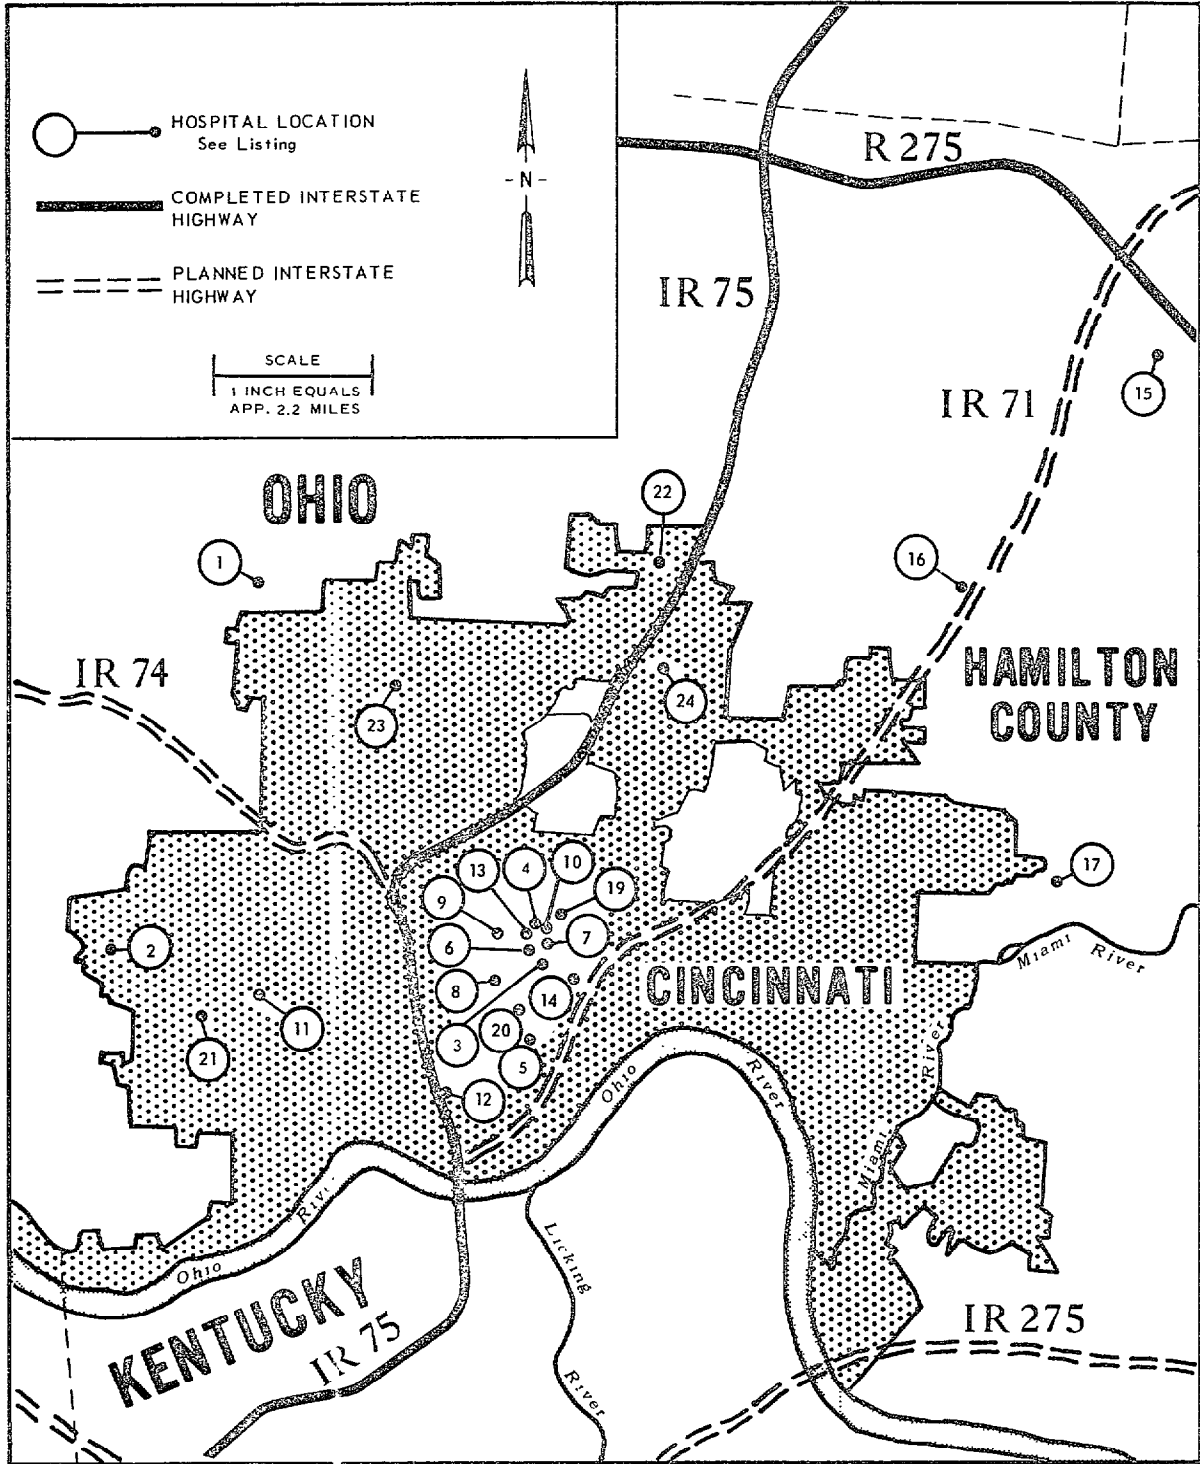 HOSPITAL LOCATION
See Listing
COMPLETED INTERSTATE
HIGHWAY
PLANNED INTERSTATE
HIGHWAY
SCALE
1 INCH EQUALS
APP. 2.2 MILES
- N -
R 275
IR 75
IR 71
15
OHIO
22
1
16
IR 74
HAMILTON
COUNTY
23
24
13
4
10
9
19
17
2
6
7
8
14
CINCINNATI
Miami River
11
3
20
21
5
12
Ohio River
Miami River
Ohio
Licking River
KENTUCKY
IR 75
IR 275